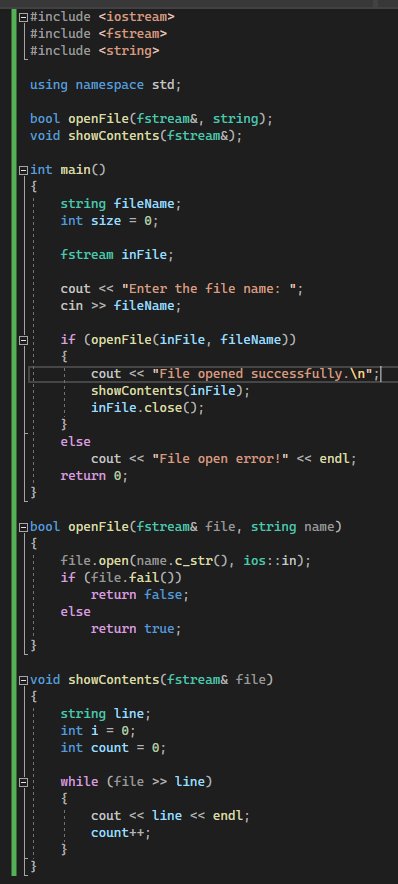 #include <iostream>
#include <fstream>
#include <string>
using namespace std;
bool openFile(fstream&, string);
void showContents(fstream&);
int main()
{
string fileName;
int size = 0;
fstream inFile;
cout << "Enter the file name: ";
cin >> fileName;
if (openFile(inFile, fileName))
{
cout << "File opened successfully.\n";
showContents(inFile);
inFile.close();
}
else
cout << "File open error!" << endl;
return 0;
}
bool openFile(fstream& file, string name)
{
file.open(name.c_str(), ios::in);
if (file.fail())
return false;
else
return true;
}
void showContents(fstream& file)
{
string line;
int i = 0;
int count = 0;
while (file >> line)
{
cout << line << endl;
count++;
}
}